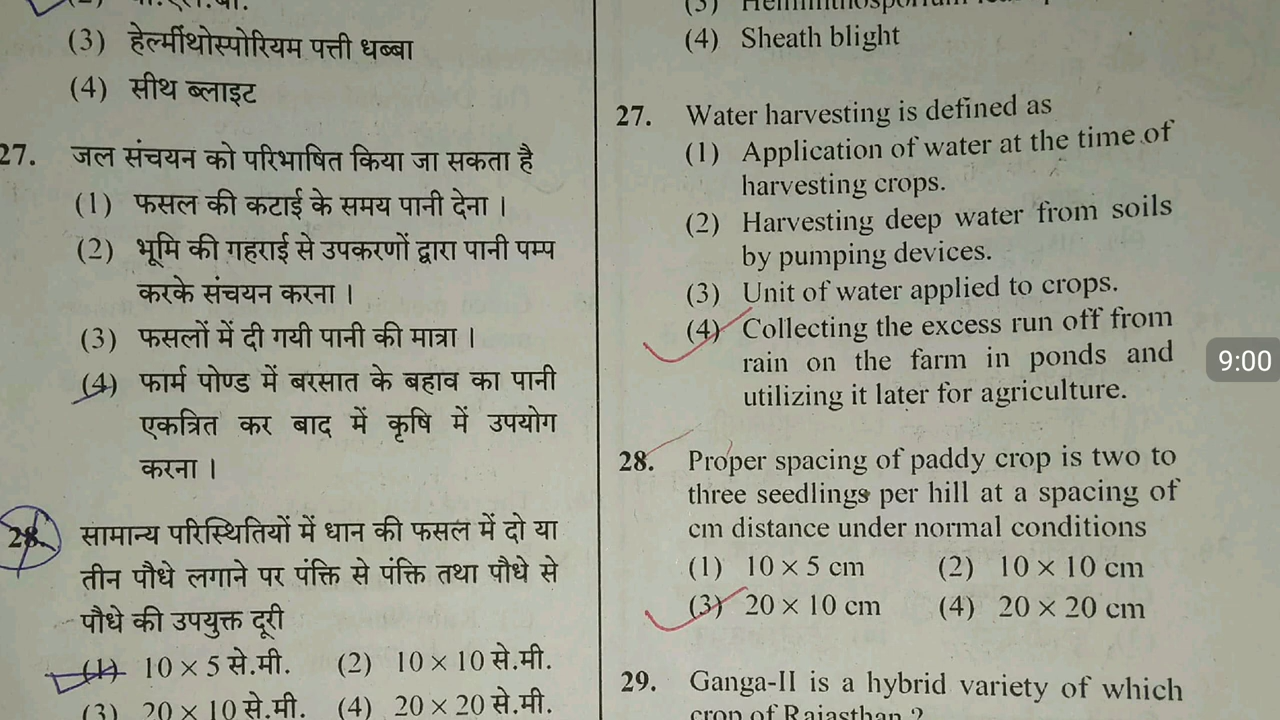 (3) हेल्मींथोस्पोरियम पत्ती धब्बा
(4) सीथ ब्लाइट
27. जल संचयन को परिभाषित किया जा सकता है
(1) फसल की कटाई के समय पानी देना ।
(2) भूमि की गहराई से उपकरणों द्वारा पानी पम्प
करके संचयन करना ।
(3) फसलों में दी गयी पानी की मात्रा ।
(4) फार्म पोण्ड में बरसात के बहाव का पानी
एकत्रित कर बाद में कृषि में उपयोग
करना ।
28. सामान्य परिस्थितियों में धान की फसल में दो या
तीन पौधे लगाने पर पंक्ति से पंक्ति तथा पौधे से
पौधे की उपयुक्त दूरी
(1) 10 × 5 से.मी. (2) 10 × 10 से.मी.
(3) 20 × 10 से.मी. (4) 20 × 20 से.मी.
(4) Sheath blight
27. Water harvesting is defined as
(1) Application of water at the time of
harvesting crops.
(2) Harvesting deep water from soils
by pumping devices.
(3) Unit of water applied to crops.
(4) Collecting the excess run off from
rain on the farm in ponds and
utilizing it later for agriculture.
28. Proper spacing of paddy crop is two to
three seedlings per hill at a spacing of
cm distance under normal conditions
(1) 10 × 5 cm (2) 10 × 10 cm
(3) 20 × 10 cm (4) 20 × 20 cm
29. Ganga-II is a hybrid variety of which
crop of Rajasthan ?
9:00